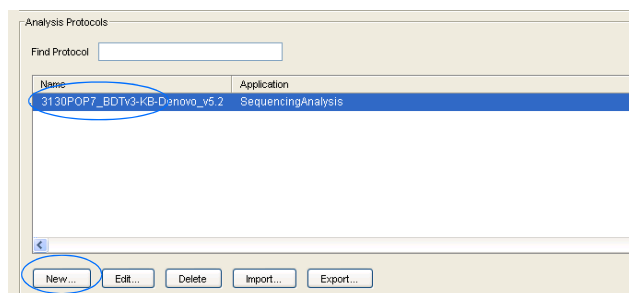 Analysis Protocols
Find Protocol
Name Application
3130POP7_BDTv3-KB-Denovo_v5.2 SequencingAnalysis
New... Edit... Delete Import... Export...